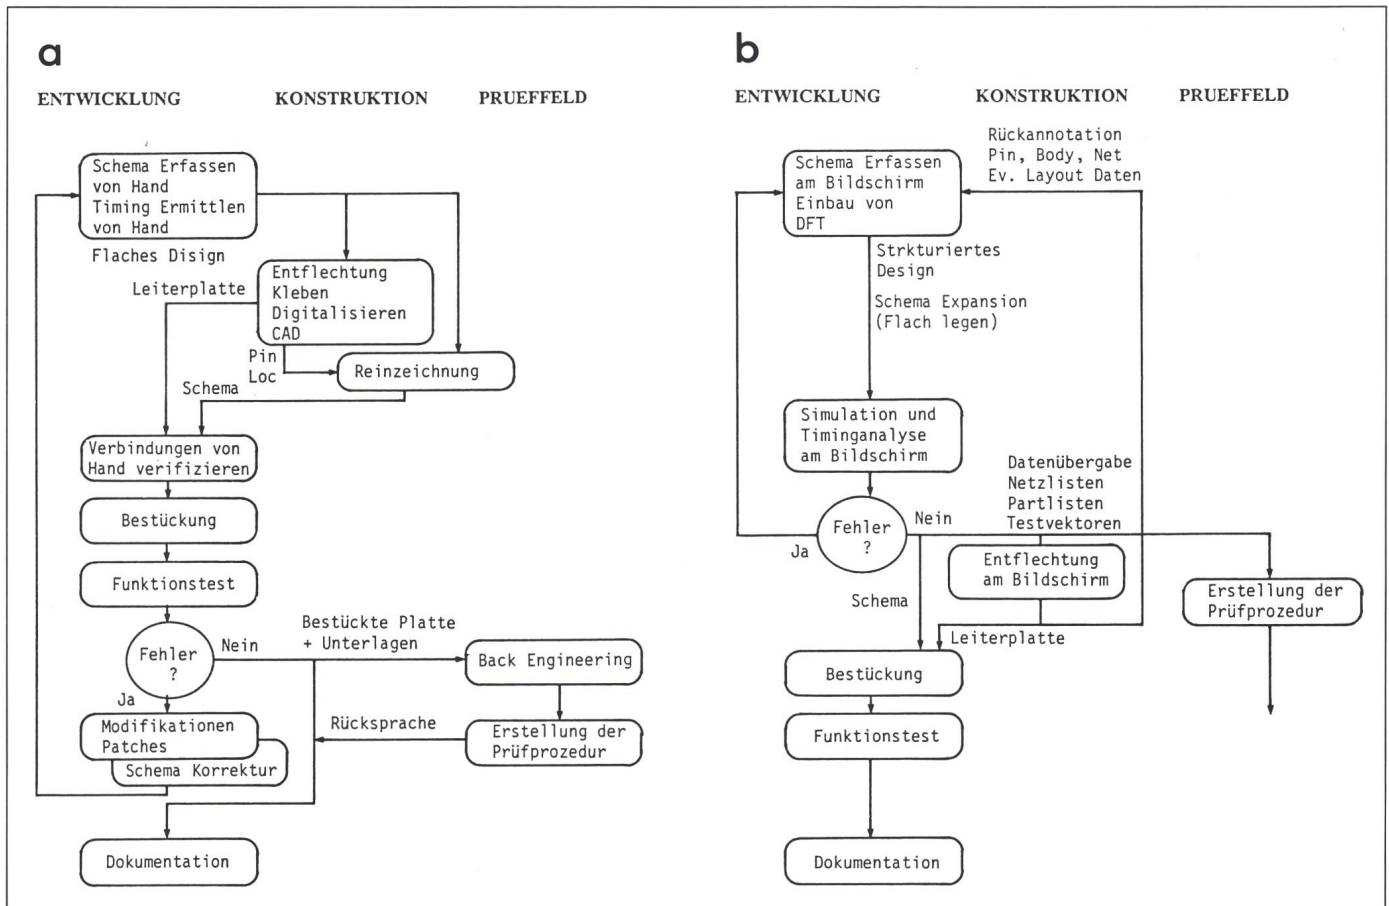 a
ENTWICKLUNG
KONSTRUKTION
PRUEFFELD
Schema Erfassen
von Hand
Timing Ermittlen
von Hand
Flaches Disign
Leiterplatte
Entflechtung
Kleben
Digitalisieren
CAD
Pin
Loc
Reinzeichnung
Schema
Verbindungen von
Hand verifizieren
Bestückung
Funktionstest
Fehler
?
Nein
Ja
Bestückte Platte
+ Unterlagen
Back Engineering
Rücksprache
Erstellung der
Prüfprozedur
Modifikationen
Patches
Schema Korrektur
Dokumentation
b
ENTWICKLUNG
KONSTRUKTION
PRUEFFELD
Rückannotation
Pin, Body, Net
Ev. Layout Daten
Schema Erfassen
am Bildschirm
Einbau von
DFT
Strkturiertes
Design
Schema Expansion
(Flach legen)
Simulation und
Timinganalyse
am Bildschirm
Datenübergabe
Netzlisten
Partlisten
Testvektoren
Fehler
?
Nein
Ja
Entflechtung
am Bildschirm
Erstellung der
Prüfprozedur
Schema
Leiterplatte
Bestückung
Funktionstest
Dokumentation